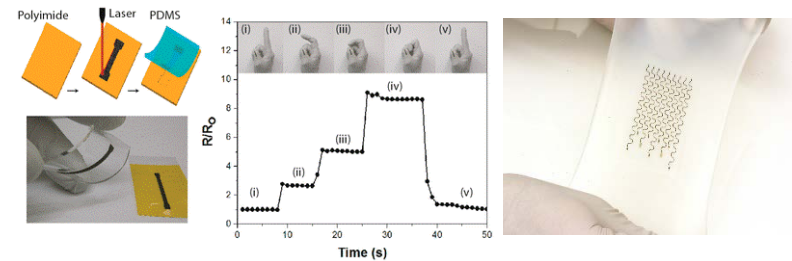 Polyimide
Laser
PDMS
R/Ro
14
12
10
8
6
4
2
0
(i)
(ii)
(iii)
(iv)
(v)
(i)
(ii)
(iii)
(iv)
(v)
0
10
20
30
40
50
Time (s)